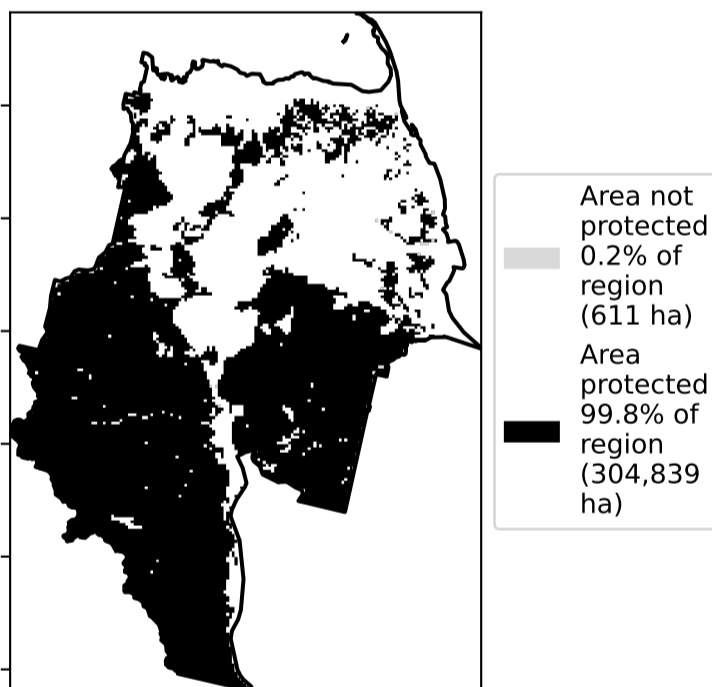 Area not
protected
0.2% of
region
(611 ha)
Area
protected
99.8% of
region
(304,839
ha)